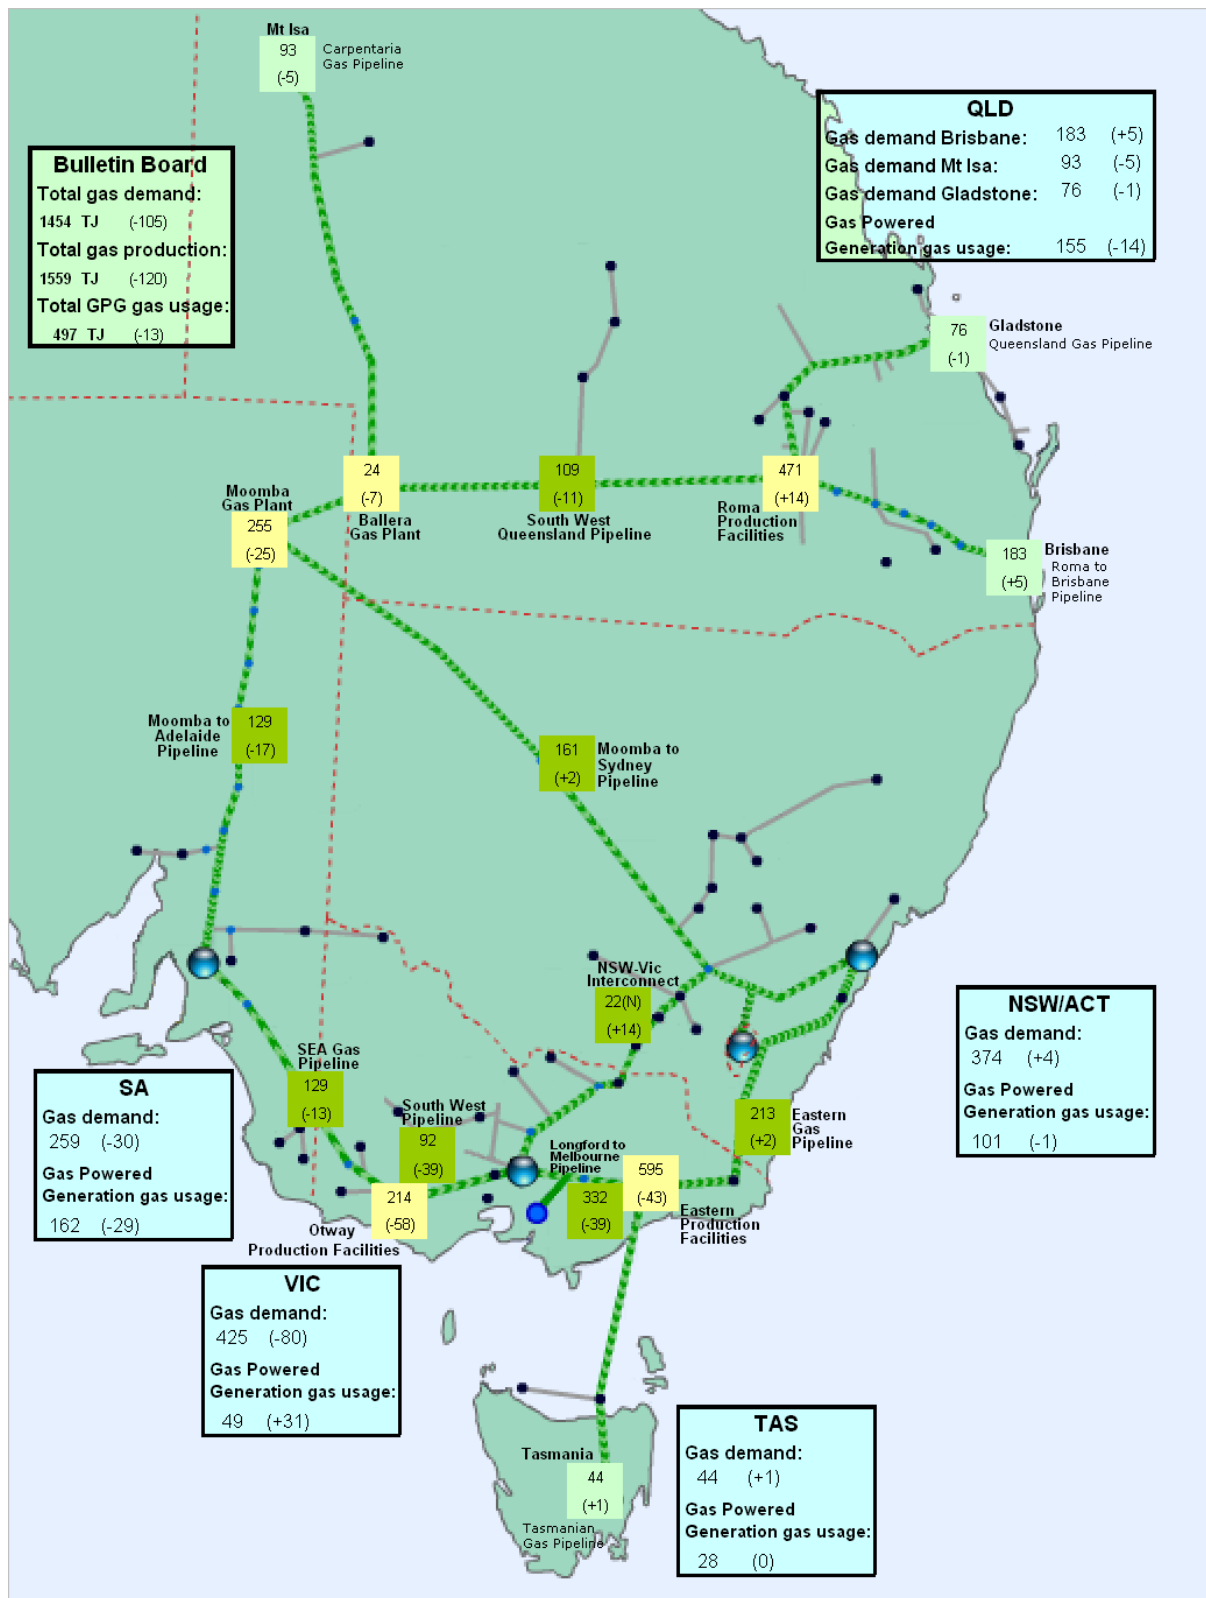 Mt Isa
93
(-5)
Carpentaria
Gas Pipeline
QLD
Gas demand Brisbane: 183 (+5)
Gas demand Mt Isa: 93 (-5)
Gas demand Gladstone: 76 (-1)
Gas Powered
Generation gas usage: 155 (-14)
Bulletin Board
Total gas demand:
1454 TJ (-105)
Total gas production:
1559 TJ (-120)
Total GPG gas usage:
497 TJ (-13)
76
(-1)
Gladstone
Queensland Gas Pipeline
Moomba
Gas Plant
255
(-25)
24
(-7)
Ballera
Gas Plant
109
(-11)
South West
Queensland Pipeline
471
(+14)
Roma
Production
Facilities
183
(+5)
Brisbane
Roma to
Brisbane
Pipeline
Moomba to
Adelaide
Pipeline
129
(-17)
161
(+2)
Moomba to
Sydney
Pipeline
NSW-Vic
Interconnect
22(N)
(+14)
NSW/ACT
Gas demand:
374 (+4)
Gas Powered
Generation gas usage:
101 (-1)
SEA Gas
Pipeline
129
(-13)
SA
Gas demand:
259 (-30)
Gas Powered
Generation gas usage:
162 (-29)
South West
Pipeline
92
(-39)
Longford to
Melbourne
Pipeline
332
(-39)
595
(-43)
Eastern
Production
Facilities
213
(+2)
Eastern
Gas
Pipeline
214
(-58)
Otway
Production Facilities
VIC
Gas demand:
425 (-80)
Gas Powered
Generation gas usage:
49 (+31)
Tasmania
44
(+1)
Tasmanian
Gas Pipeline
TAS
Gas demand:
44 (+1)
Gas Powered
Generation gas usage:
28 (0)